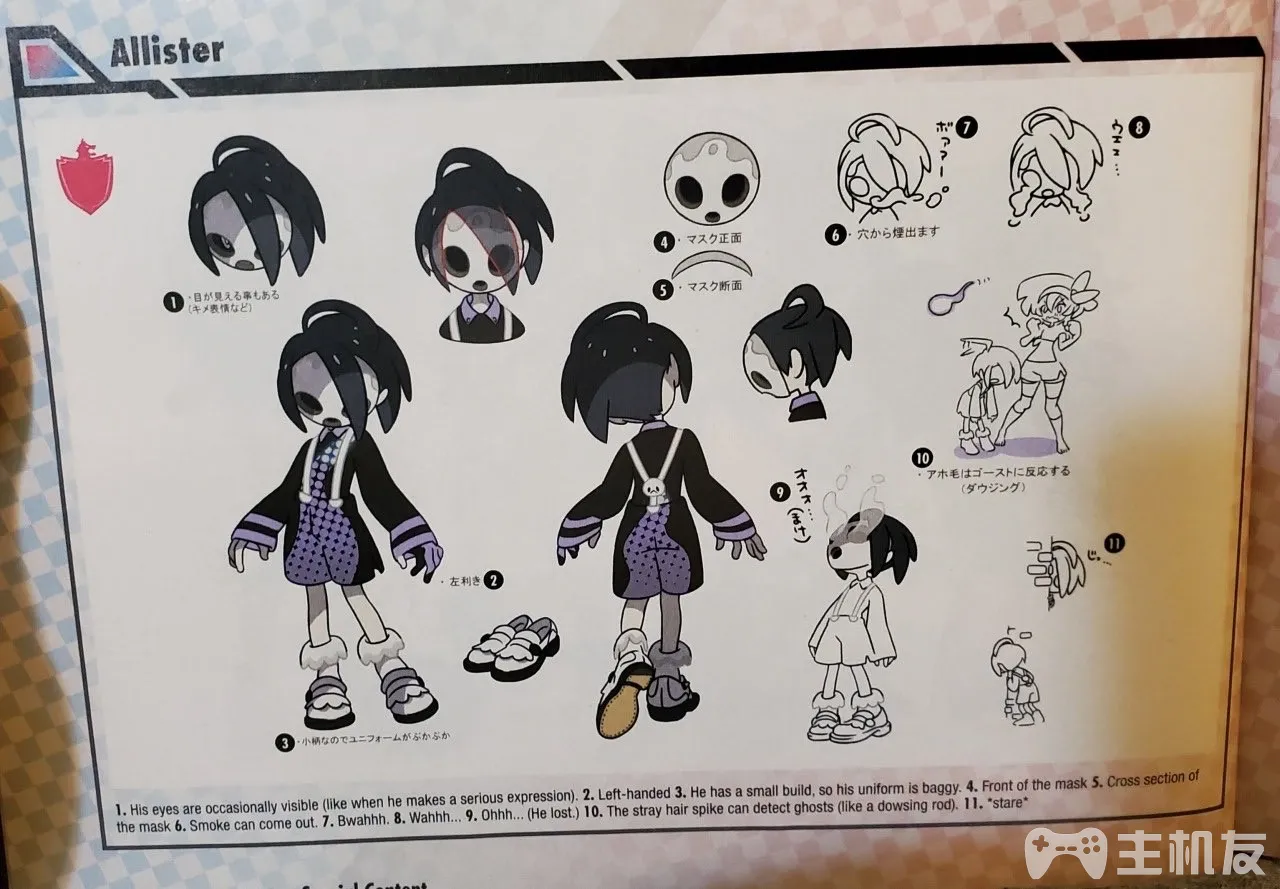 Allister
1 ・目が見える事もある
(キメ表情など)
4 ・マスク正面
5 ・マスク断面
6 ・穴から煙出ます
ボァァー 7
ウェェ… 8
・左利き 2
3 ・小柄なのでユニフォームがぶかぶか
9 オオォ…
(まけ)
10
・アホ毛はゴーストに反応する
(ダウジング)
11
じっ…
1. His eyes are occasionally visible (like when he makes a serious expression). 2. Left-handed 3. He has a small build, so his uniform is baggy. 4. Front of the mask 5. Cross section of
the mask 6. Smoke can come out. 7. Bwahhh. 8. Wahhh... 9. Ohhh... (He lost.) 10. The stray hair spike can detect ghosts (like a dowsing rod). 11. *stare*
Special Content
主机友